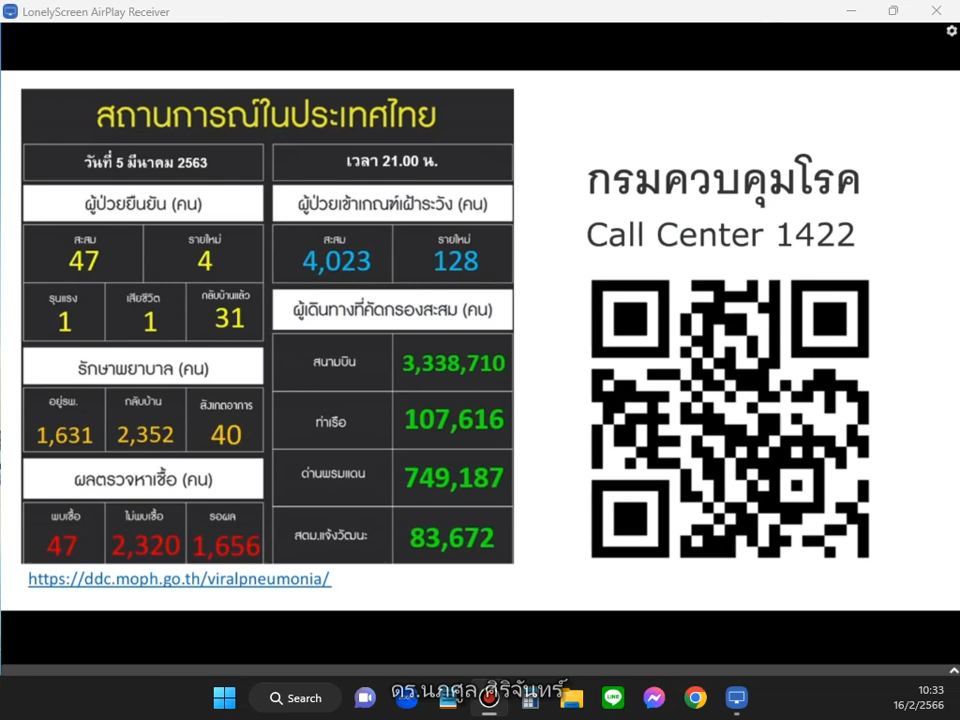 LonelyScreen AirPlay Receiver
สถานการณ์ในประเทศไทย
วันที่ 5 มีนาคม 2563
เวลา 21.00 น.
ผู้ป่วยยืนยัน (คน)
สะสม
47
รายใหม่
4
รุนแรง
1
เสียชีวิต
1
กลับบ้านแล้ว
31
รักษาพยาบาล (คน)
อยู่รพ.
1,631
กลับบ้าน
2,352
สังเกตอาการ
40
ผลตรวจหาเชื้อ (คน)
พบเชื้อ
47
ไม่พบเชื้อ
2,320
รอผล
1,656
ผู้ป่วยเข้าเกณฑ์เฝ้าระวัง (คน)
สะสม
4,023
รายใหม่
128
ผู้เดินทางที่คัดกรองสะสม (คน)
สนามบิน
3,338,710
ท่าเรือ
107,616
ด่านพรมแดน
749,187
สตม.แจ้งวัฒนะ
83,672
https://ddc.moph.go.th/viralpneumonia/
กรมควบคุมโรค
Call Center 1422
Search
ดร.นภศูล ศิริจันทร์
LINE
10:33
16/2/2566